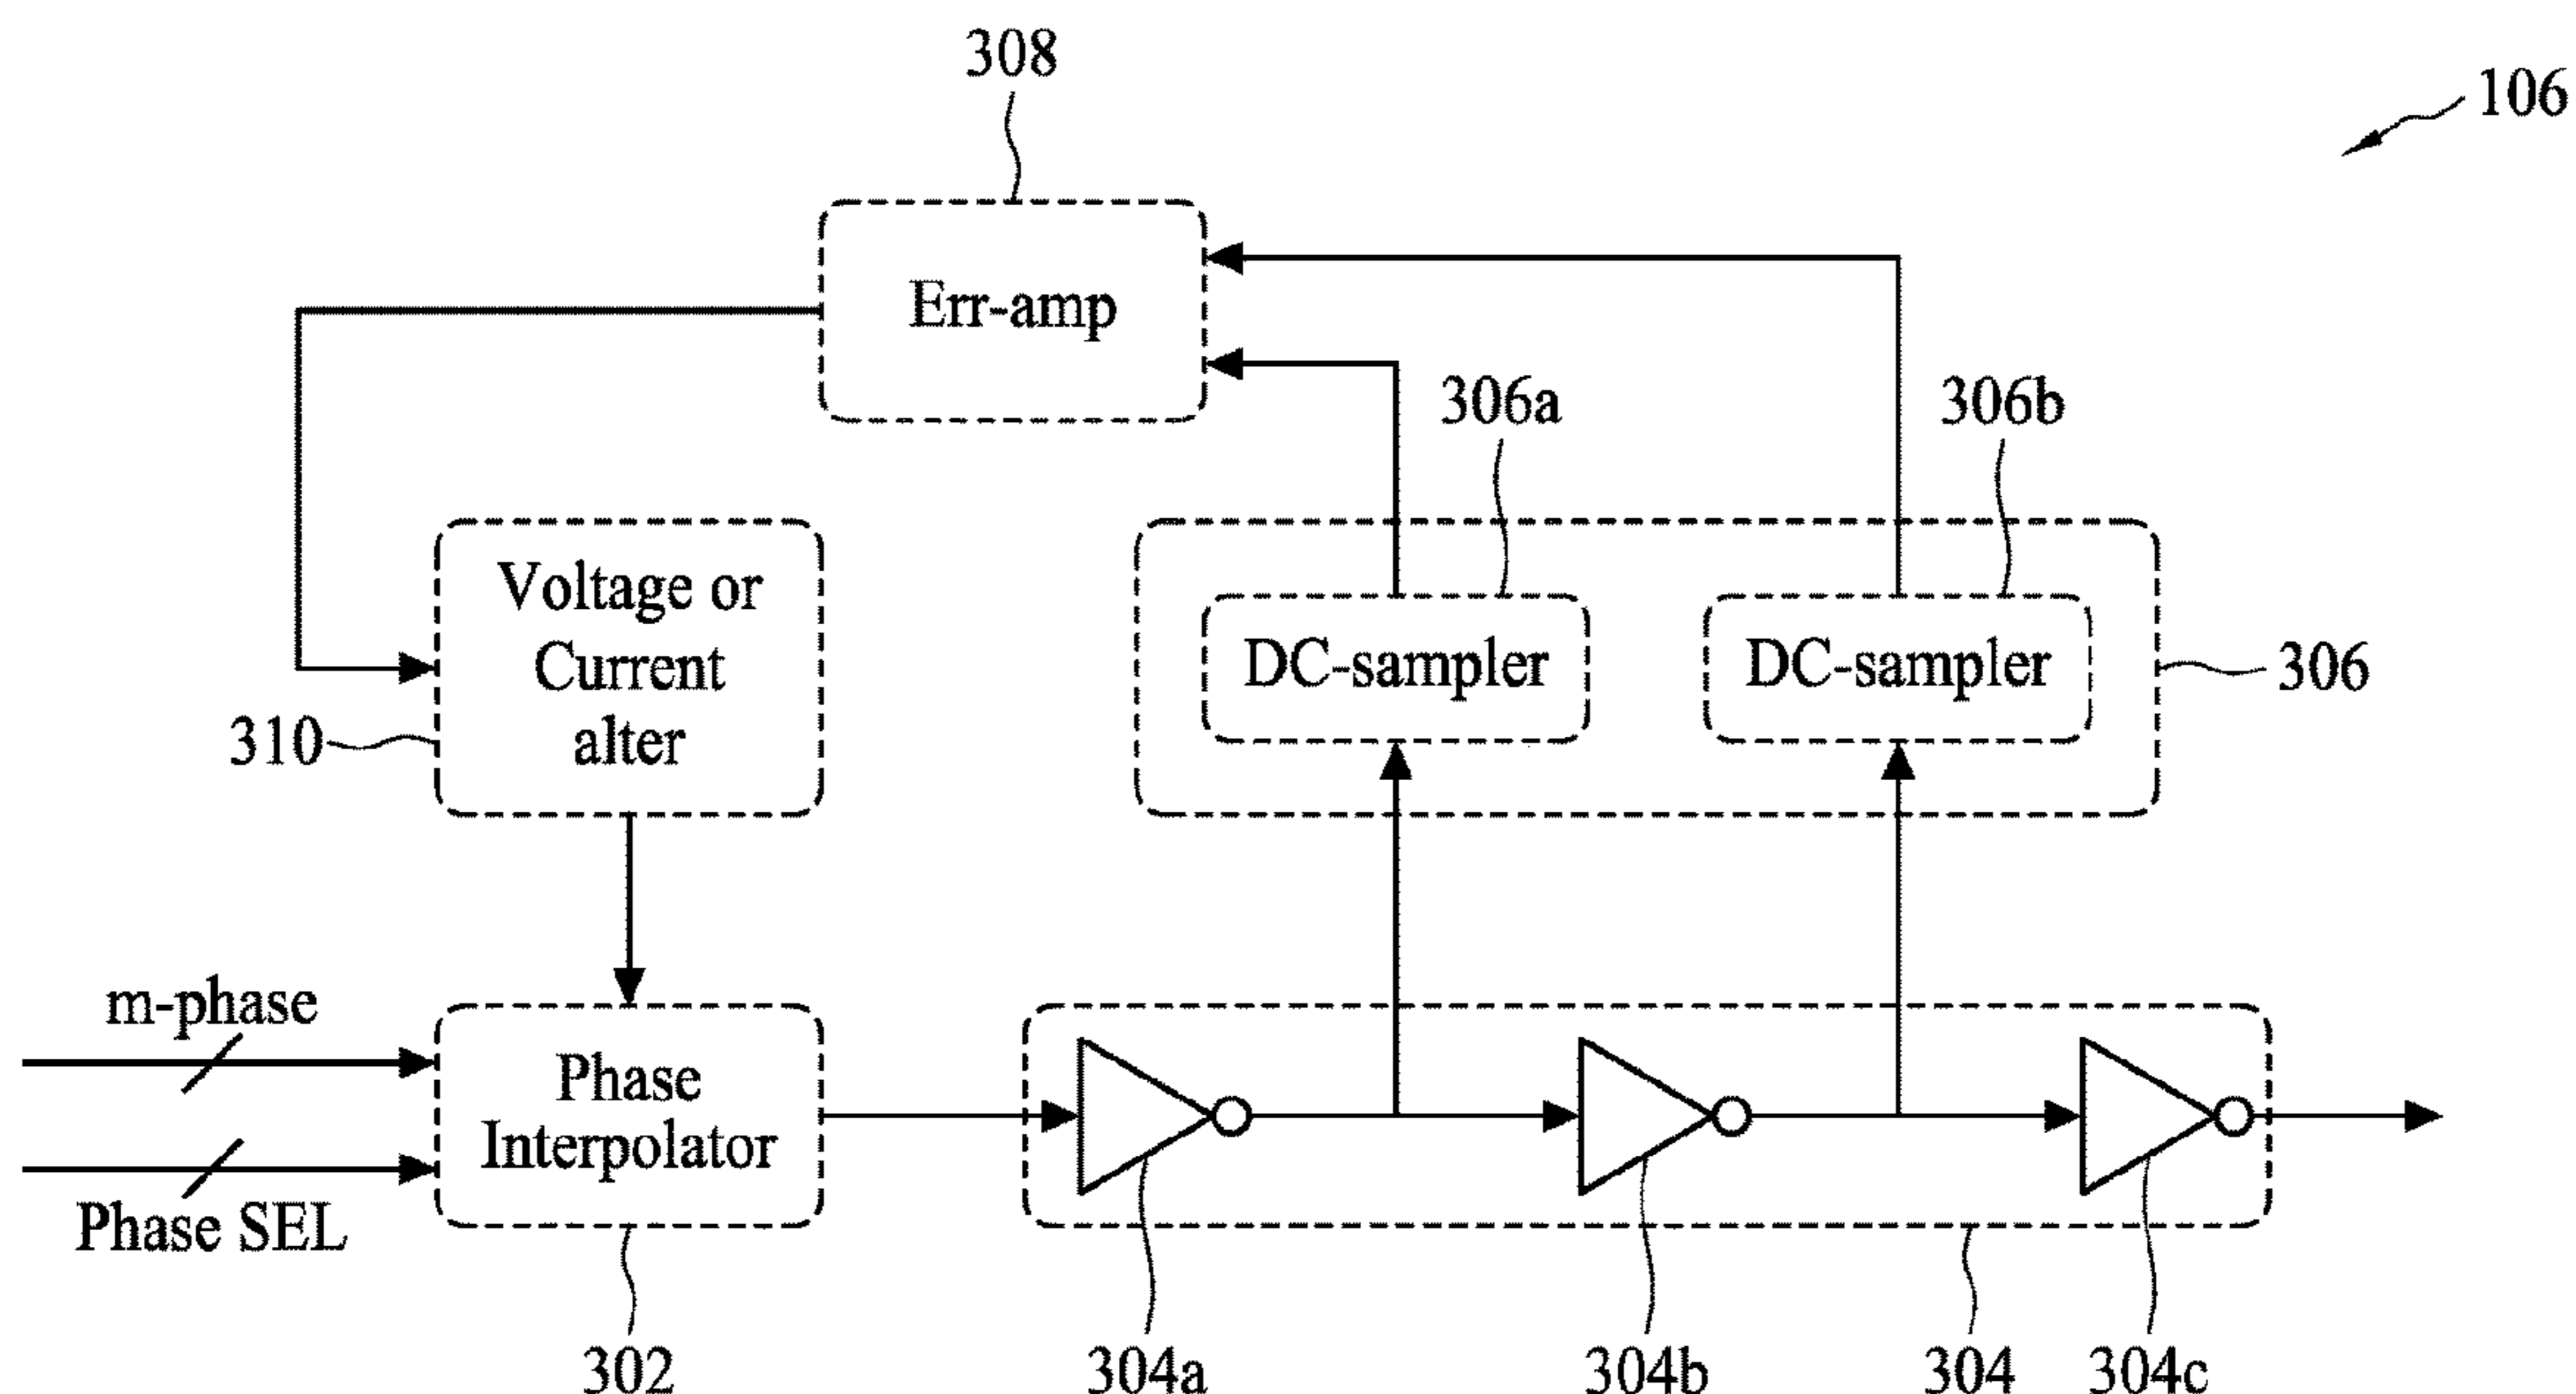 308
106
Err-amp
306a
306b
Voltage or
Current
alter
DC-sampler
DC-sampler
306
310
m-phase
Phase
Interpolator
Phase SEL
302
304a
304b
304
304c